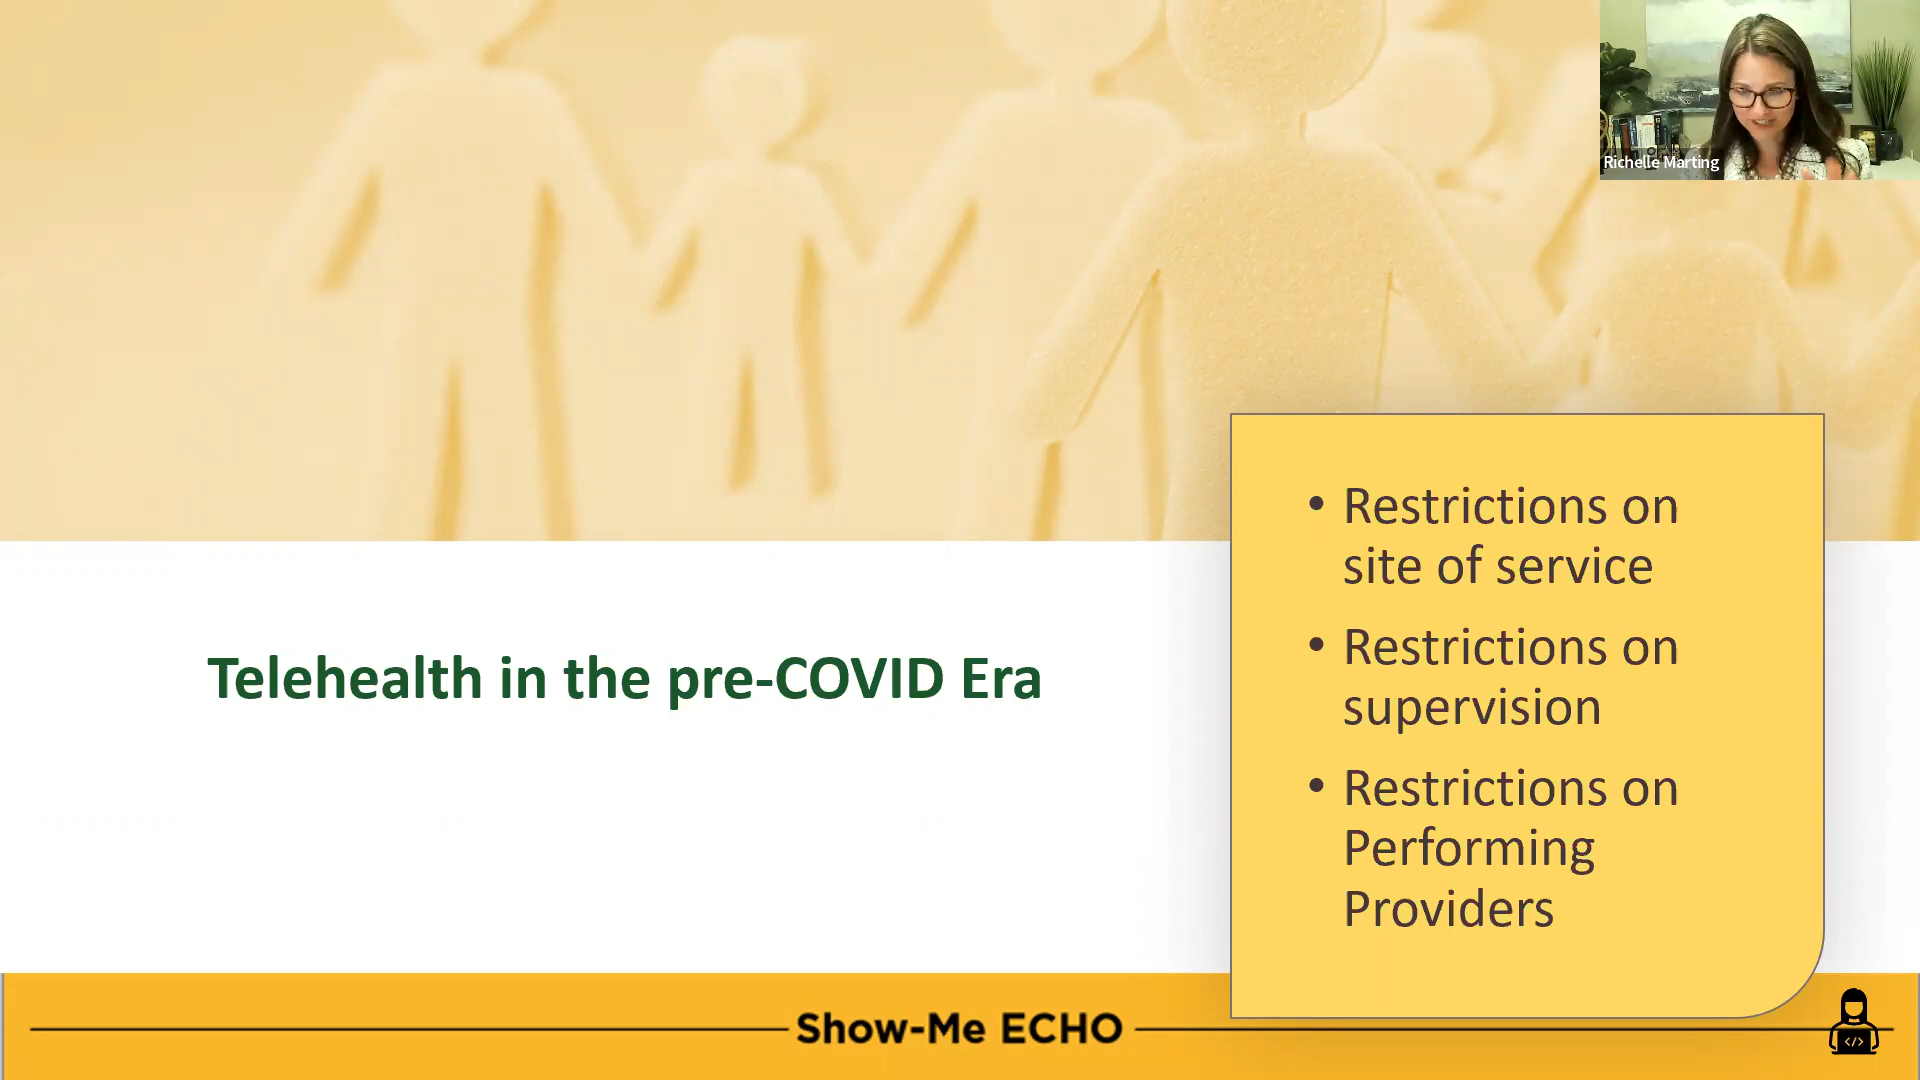 Richelle Marting
Telehealth in the pre-COVID Era
• Restrictions on
site of service
• Restrictions on
supervision
• Restrictions on
Performing
Providers
Show-Me ECHO
</>